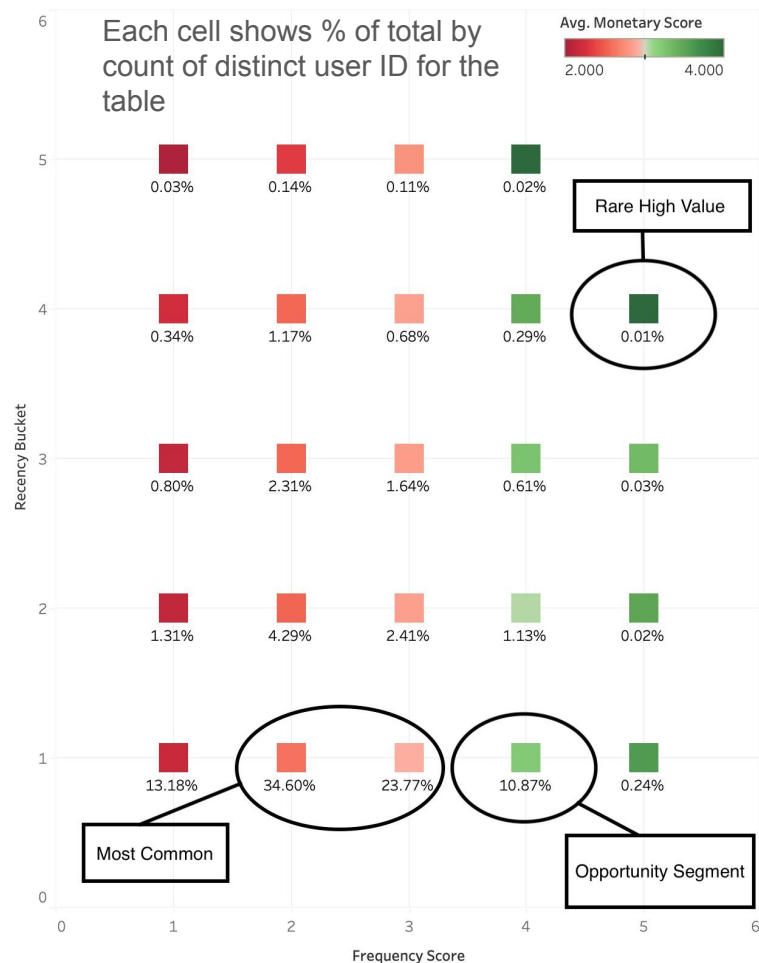 6
Each cell shows % of total by
count of distinct user ID for the
table
Avg. Monetary Score
2.000 4.000
5
0.03% 0.14% 0.11% 0.02%
Rare High Value
4
0.34% 1.17% 0.68% 0.29% 0.01%
Recency Bucket
3
0.80% 2.31% 1.64% 0.61% 0.03%
2
1.31% 4.29% 2.41% 1.13% 0.02%
1
13.18% 34.60% 23.77% 10.87% 0.24%
Most Common
Opportunity Segment
0
0 1 2 3 4 5 6
Frequency Score